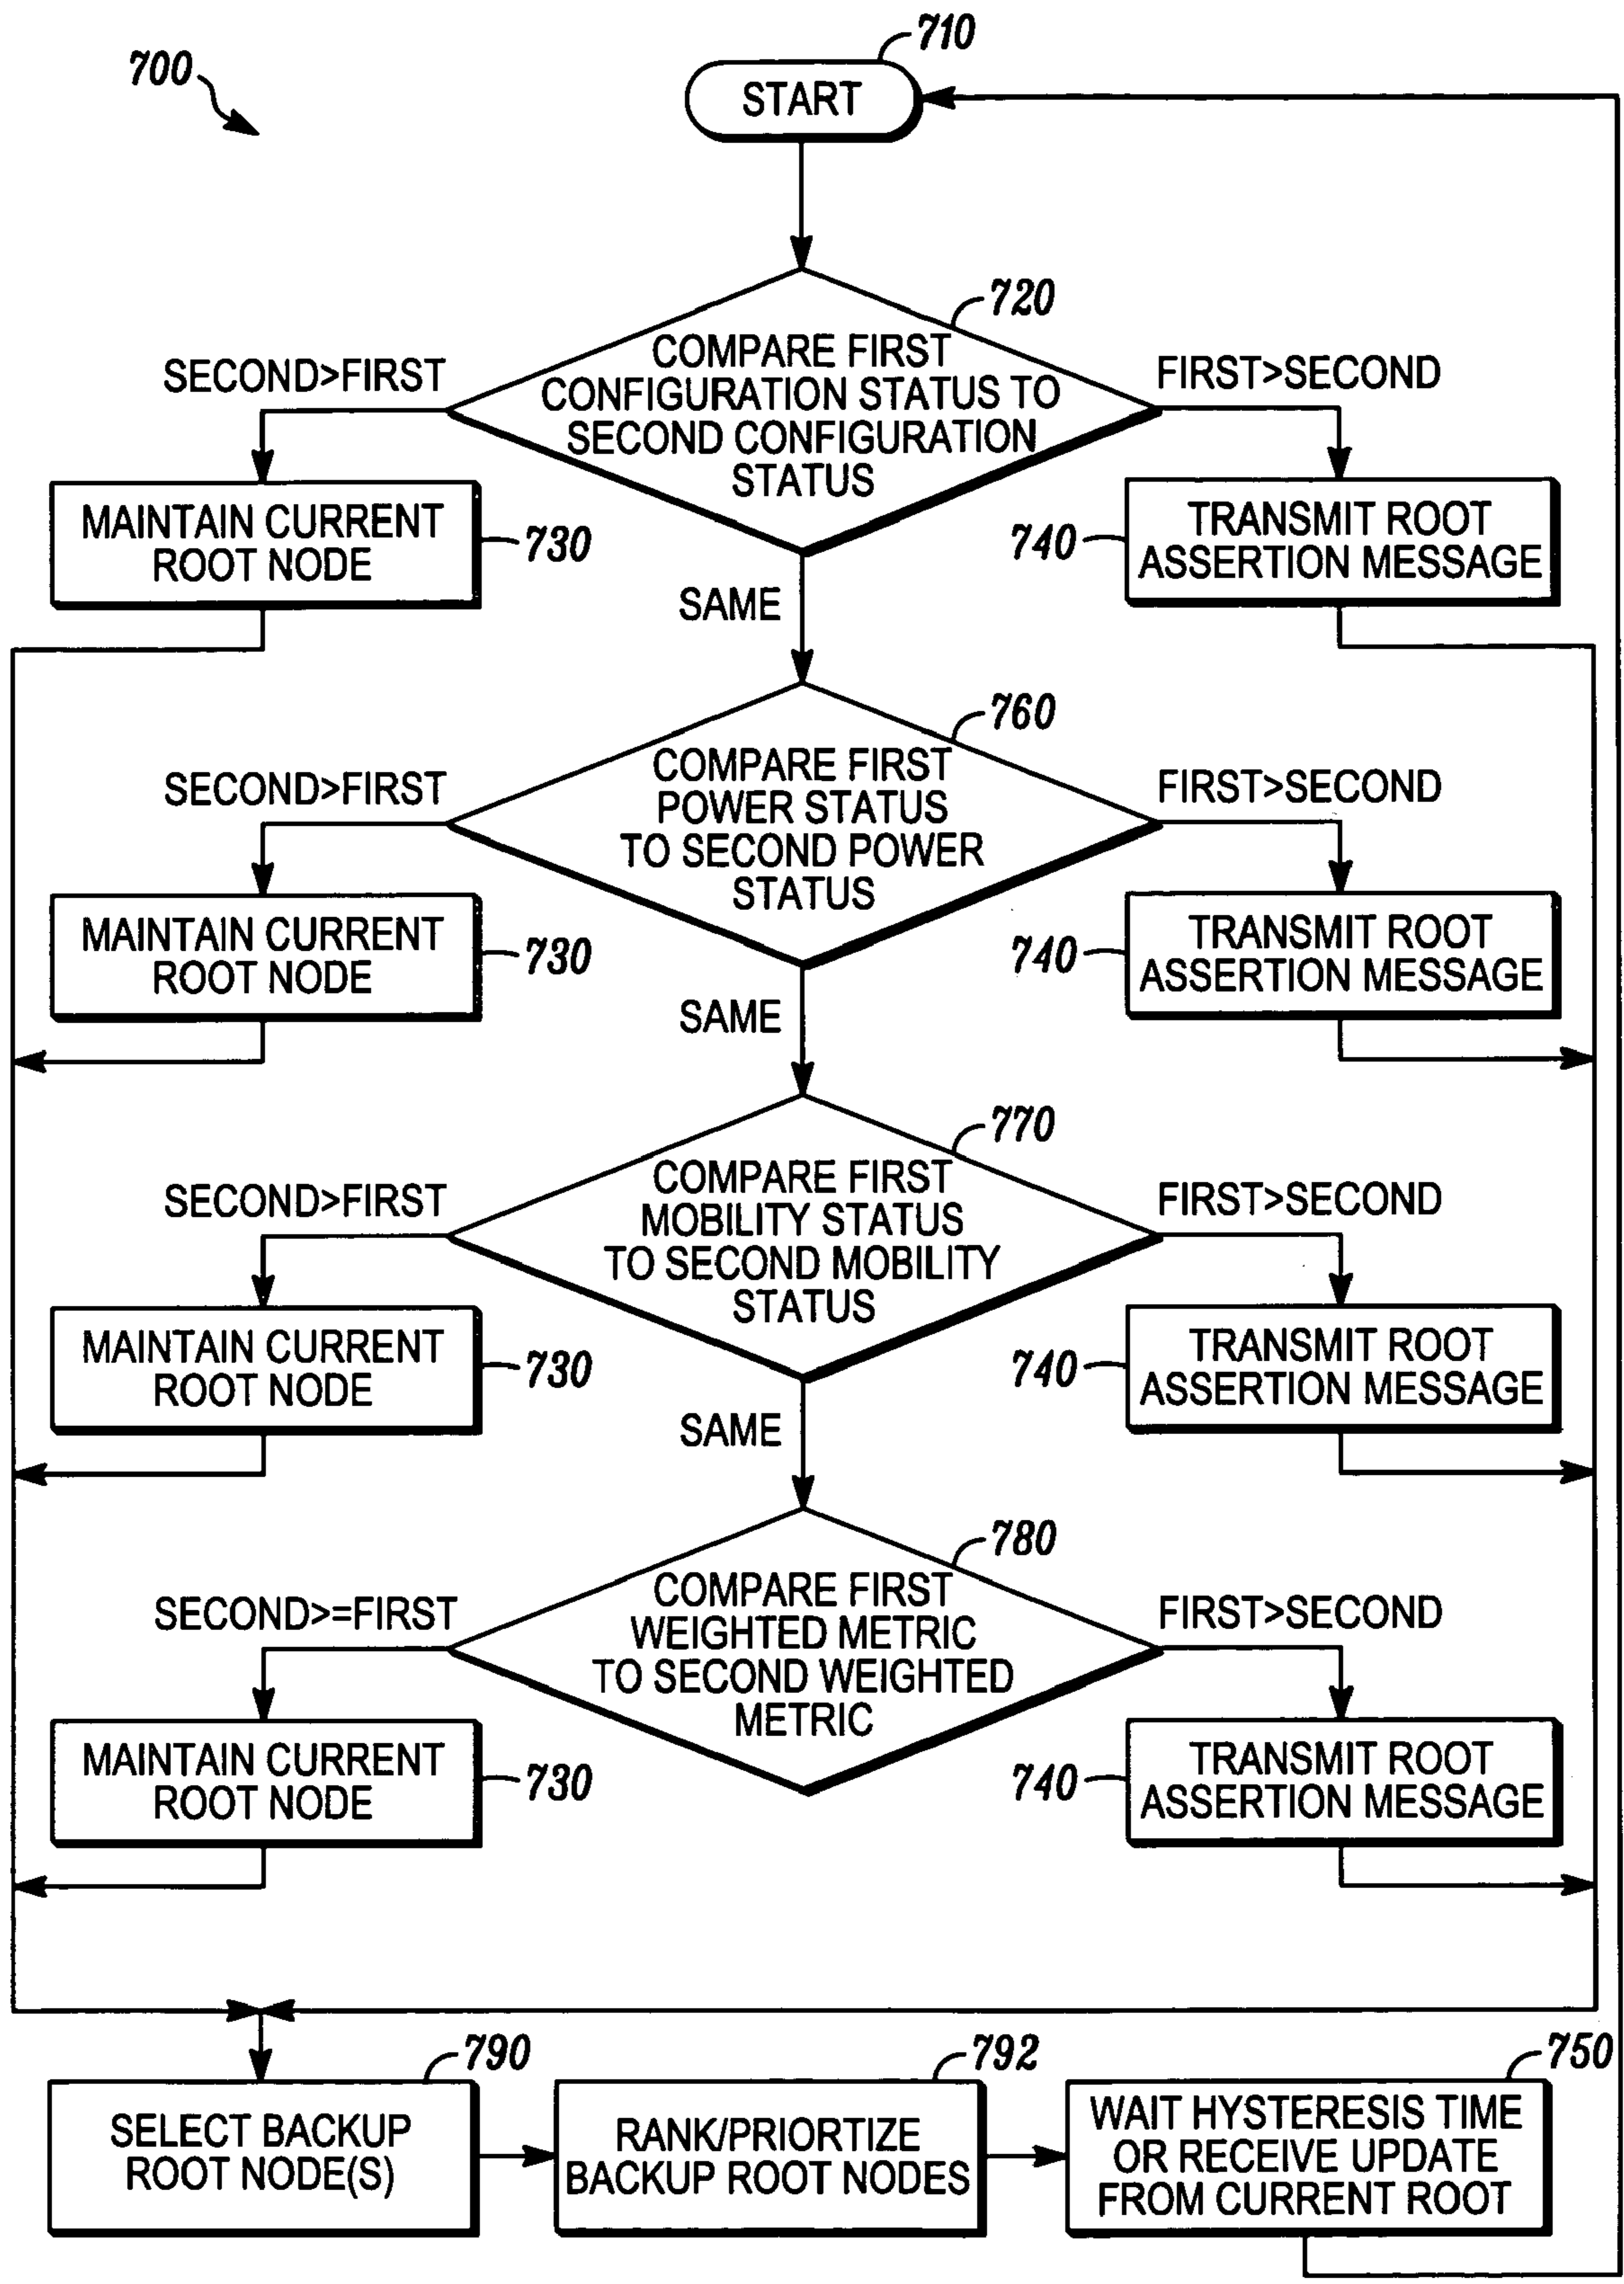 700
710
START
720
COMPARE FIRST
CONFIGURATION STATUS TO
SECOND CONFIGURATION
STATUS
SECOND>FIRST
FIRST>SECOND
MAINTAIN CURRENT
ROOT NODE
730
740
TRANSMIT ROOT
ASSERTION MESSAGE
SAME
760
COMPARE FIRST
POWER STATUS
TO SECOND POWER
STATUS
SECOND>FIRST
FIRST>SECOND
MAINTAIN CURRENT
ROOT NODE
730
740
TRANSMIT ROOT
ASSERTION MESSAGE
SAME
770
COMPARE FIRST
MOBILITY STATUS
TO SECOND MOBILITY
STATUS
SECOND>FIRST
FIRST>SECOND
MAINTAIN CURRENT
ROOT NODE
730
740
TRANSMIT ROOT
ASSERTION MESSAGE
SAME
780
COMPARE FIRST
WEIGHTED METRIC
TO SECOND WEIGHTED
METRIC
SECOND>=FIRST
FIRST>SECOND
MAINTAIN CURRENT
ROOT NODE
730
740
TRANSMIT ROOT
ASSERTION MESSAGE
790
SELECT BACKUP
ROOT NODE(S)
792
RANK/PRIORTIZE
BACKUP ROOT NODES
750
WAIT HYSTERESIS TIME
OR RECEIVE UPDATE
FROM CURRENT ROOT